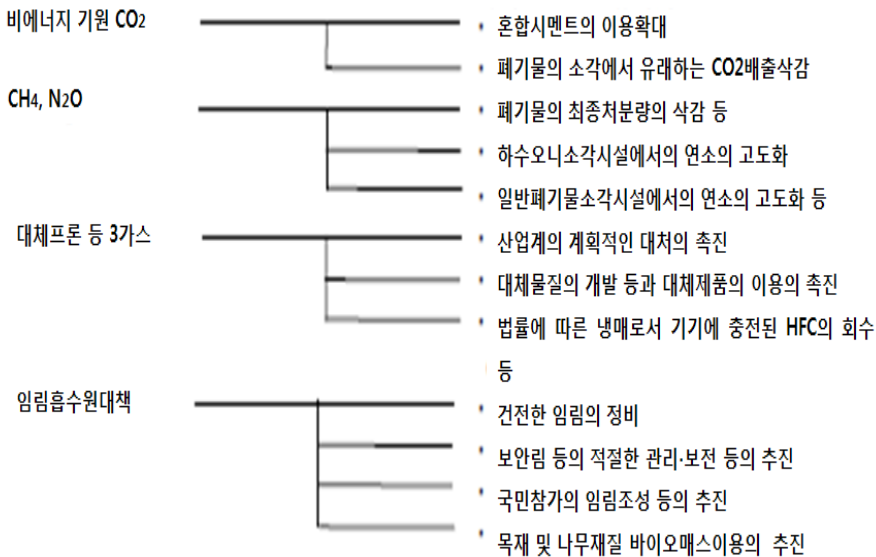 비에너지 기원 CO2
· 혼합시멘트의 이용확대
· 폐기물의 소각에서 유래하는 CO2배출삭감
CH4, N2O
· 폐기물의 최종처분량의 삭감 등
· 하수오니소각시설에서의 연소의 고도화
· 일반폐기물소각시설에서의 연소의 고도화 등
대체프론 등 3가스
· 산업계의 계획적인 대처의 촉진
· 대체물질의 개발 등과 대체제품의 이용의 촉진
· 법률에 따른 냉매로서 기기에 충전된 HFC의 회수
등
임림흡수원대책
· 건전한 임림의 정비
· 보안림 등의 적절한 관리·보전 등의 추진
· 국민참가의 임림조성 등의 추진
· 목재 및 나무재질 바이오매스이용의 추진